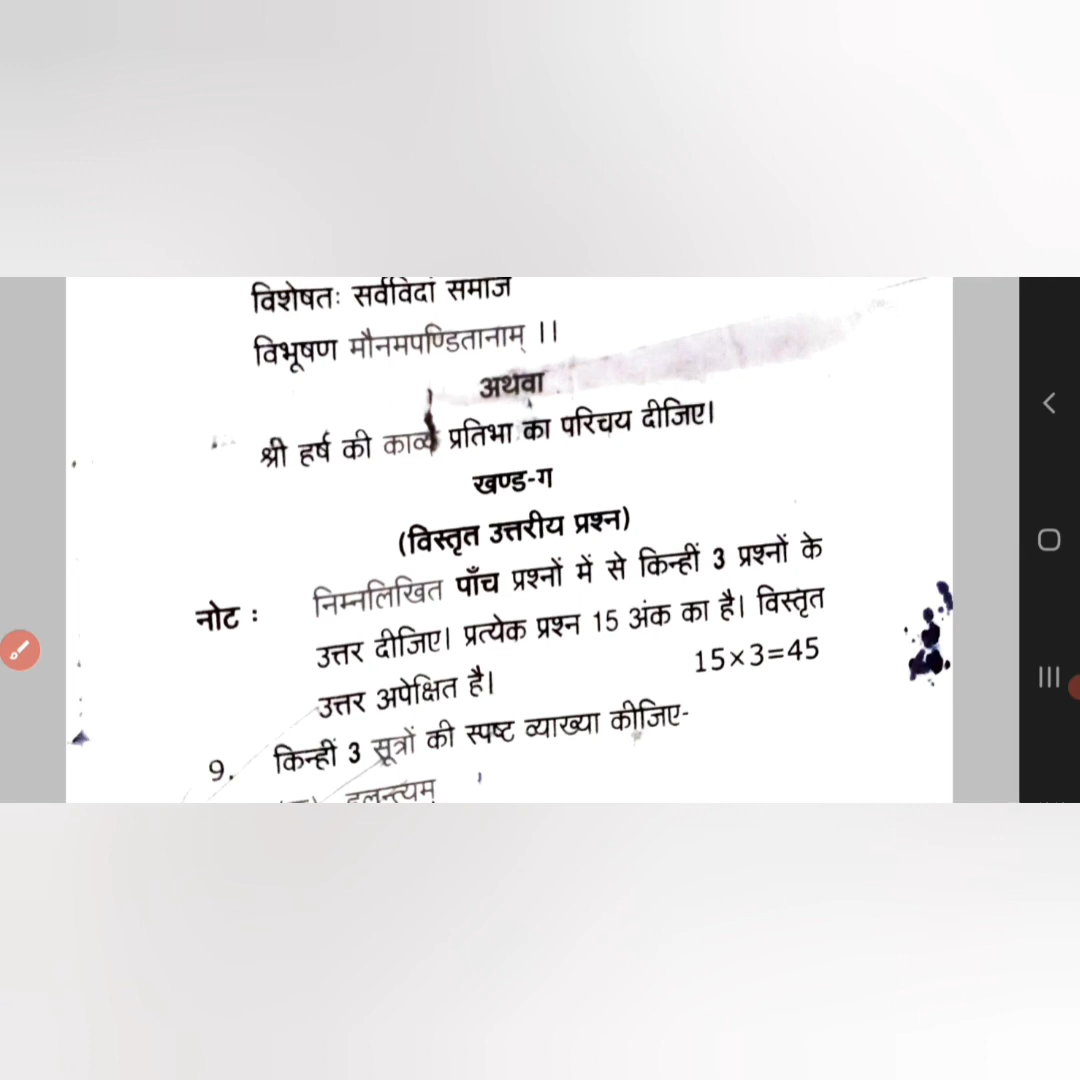 विशेषतः सर्वविदां समाज
विभूषण मौनमपण्डितानाम् ।।
अथवा
श्री हर्ष की काव्य प्रतिभा का परिचय दीजिए।
खण्ड-ग
(विस्तृत उत्तरीय प्रश्न)
नोट : निम्नलिखित पाँच प्रश्नों में से किन्हीं 3 प्रश्नों के
उत्तर दीजिए। प्रत्येक प्रश्न 15 अंक का है। विस्तृत
उत्तर अपेक्षित है। 15×3=45
9. किन्हीं 3 सूत्रों की स्पष्ट व्याख्या कीजिए-
हलन्त्यम्